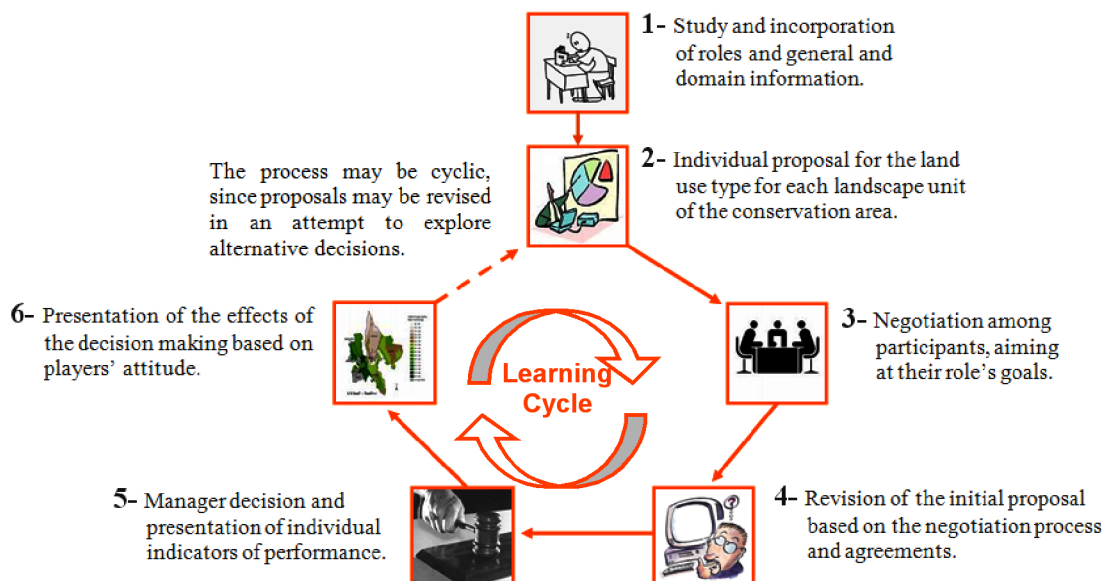 1- Study and incorporation
of roles and general and
domain information.
The process may be cyclic,
since proposals may be revised
in an attempt to explore
alternative decisions.
2- Individual proposal for the land
use type for each landscape unit
of the conservation area.
6- Presentation of the effects of
the decision making based on
players' attitude.
Learning
Cycle
3- Negotiation among
participants, aiming
at their role's goals.
5- Manager decision and
presentation of individual
indicators of performance.
4- Revision of the initial proposal
based on the negotiation process
and agreements.
?